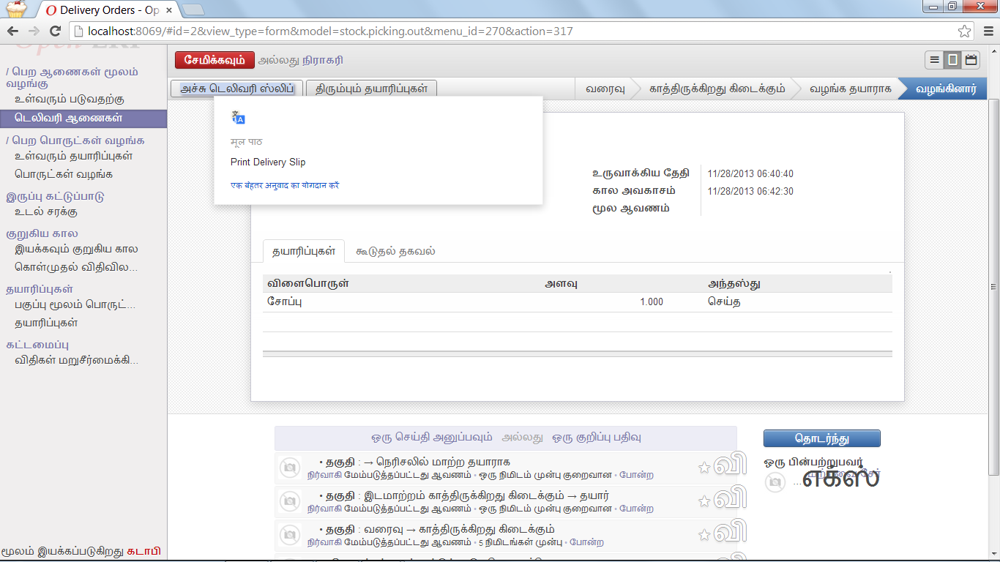 Delivery Orders - Op
localhost:8069/#id=2&view_type=form&model=stock.picking.out&menu_id=270&action=317
Open ERP
/ பெற ஆணைகள் மூலம்
வழங்கு
உள்வரும் படுவதற்கு
டெலிவரி ஆணைகள்
/ பெற பொருட்கள் வழங்க
உள்வரும் தயாரிப்புகள்
பொருட்கள் வழங்க
இருப்பு கட்டுப்பாடு
உடல் சரக்கு
குறுகிய கால
இயக்கவும் குறுகிய கால
கொள்முதல் விதிவில...
தயாரிப்புகள்
பகுப்பு மூலம் பொருட்...
தயாரிப்புகள்
கட்டமைப்பு
விதிகள் மறுசீர்மைக்கி...
மூலம் இயக்கப்படுகிறது கடாபி
சேமிக்கவும் அல்லது நிராகரி
அச்சு டெலிவரி ஸ்லிப் திரும்பும் தயாரிப்புகள் வரைவு காத்திருக்கிறது கிடைக்கும் வழங்க தயாராக வழங்கினார்
मूल पाठ
Print Delivery Slip
एक बेहतर अनुवाद का योगदान करें
உருவாக்கிய தேதி 11/28/2013 06:40:40
கால அவகாசம் 11/28/2013 06:42:30
மூல ஆவணம்
தயாரிப்புகள் கூடுதல் தகவல்
விளைபொருள் அளவு அந்தஸ்து
சோப்பு 1.000 செய்த
ஒரு செய்தி அனுப்பவும் அல்லது ஒரு குறிப்பு பதிவு
• தகுதி : → நெரிசலில் மாற்ற தயாராக
நிர்வாகி மேம்படுத்தப்பட்டது ஆவணம் • ஒரு நிமிடம் முன்பு குறைவான • போன்ற
வி
• தகுதி : இடமாற்றம் காத்திருக்கிறது கிடைக்கும் → தயார்
நிர்வாகி மேம்படுத்தப்பட்டது ஆவணம் • ஒரு நிமிடம் முன்பு குறைவான • போன்ற
வி
• தகுதி : வரைவு → காத்திருக்கிறது கிடைக்கும்
நிர்வாகி மேம்படுத்தப்பட்டது ஆவணம் • 5 நிமிடங்கள் முன்பு • போன்ற
வி
தொடர்ந்து
ஒரு பின்பற்றுபவர்
... எக்ஸ்